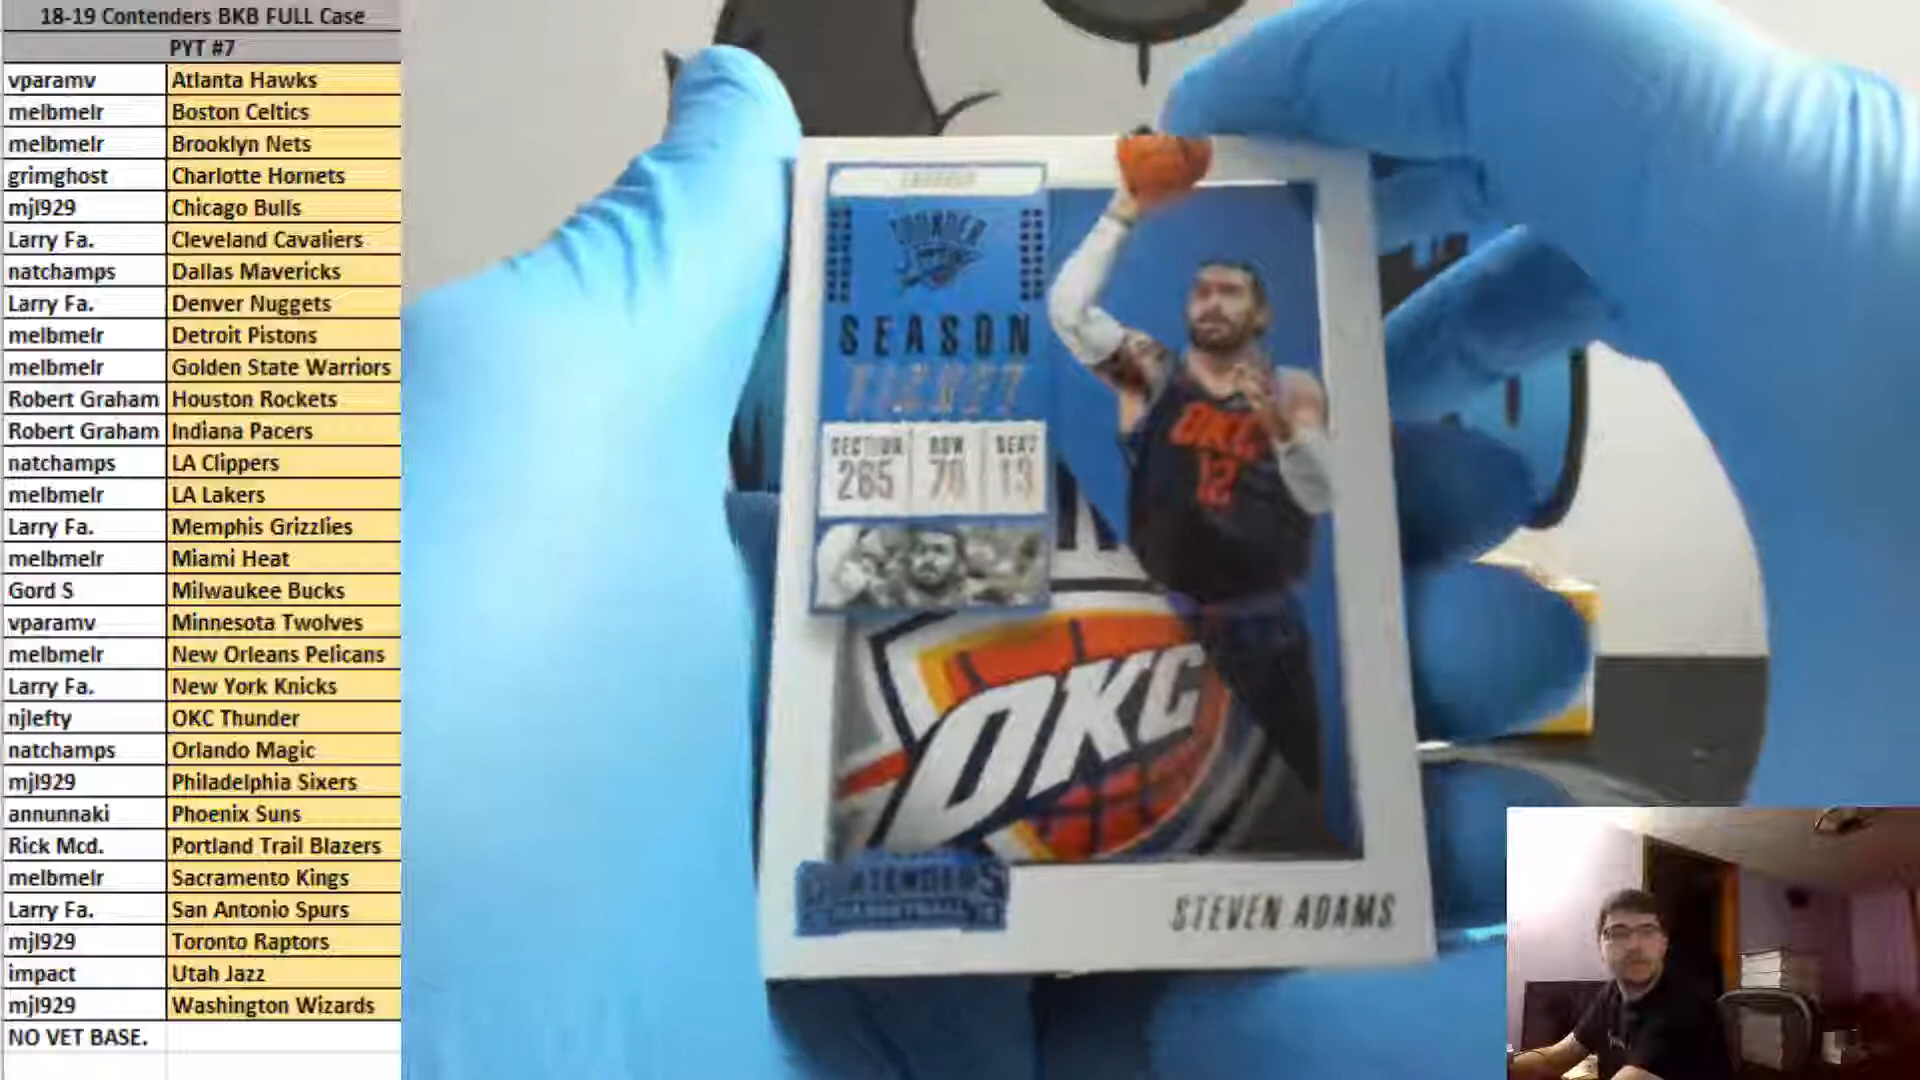 18-19 Contenders BKB FULL Case
PYT #7
vparamv Atlanta Hawks
melbmelr Boston Celtics
melbmelr Brooklyn Nets
grimghost Charlotte Hornets
mjl929 Chicago Bulls
Larry Fa. Cleveland Cavaliers
natchamps Dallas Mavericks
Larry Fa. Denver Nuggets
melbmelr Detroit Pistons
melbmelr Golden State Warriors
Robert Graham Houston Rockets
Robert Graham Indiana Pacers
natchamps LA Clippers
melbmelr LA Lakers
Larry Fa. Memphis Grizzlies
melbmelr Miami Heat
Gord S Milwaukee Bucks
vparamv Minnesota Twolves
melbmelr New Orleans Pelicans
Larry Fa. New York Knicks
njlefty OKC Thunder
natchamps Orlando Magic
mjl929 Philadelphia Sixers
annunnaki Phoenix Suns
Rick Mcd. Portland Trail Blazers
melbmelr Sacramento Kings
Larry Fa. San Antonio Spurs
mjl929 Toronto Raptors
impact Utah Jazz
mjl929 Washington Wizards
NO VET BASE.
THUNDER
SEASON
TICKET
SECTION ROW SEAT
265 70 13
OKC
12
OKC
CONTENDERS
BASKETBALL
STEVEN ADAMS